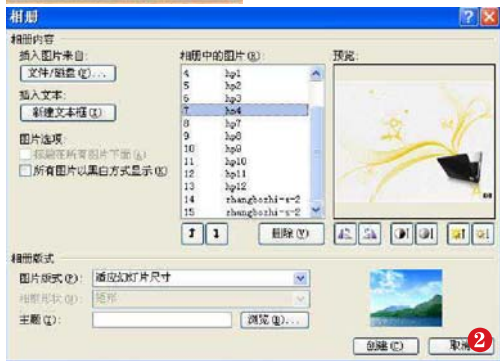 相册
相册内容
插入图片来自:
文件/磁盘(F)...
插入文本:
新建文本框(X)
图片选项:
标题在所有图片下面(A)
所有图片以黑白方式显示(K)
相册中的图片(R):
4 hp1
5 hp2
6 hp3
7 hp4
8 hp7
9 hp8
10 hp9
11 hp10
12 hp11
13 hp12
14 zhangbozhi-s-2
15 zhangbozhi-s-2
删除(V)
预览:
相册版式
图片版式(P): 适应幻灯片尺寸
相框形状(M): 矩形
主题(T):
浏览(B)...
创建(C)
取消
2